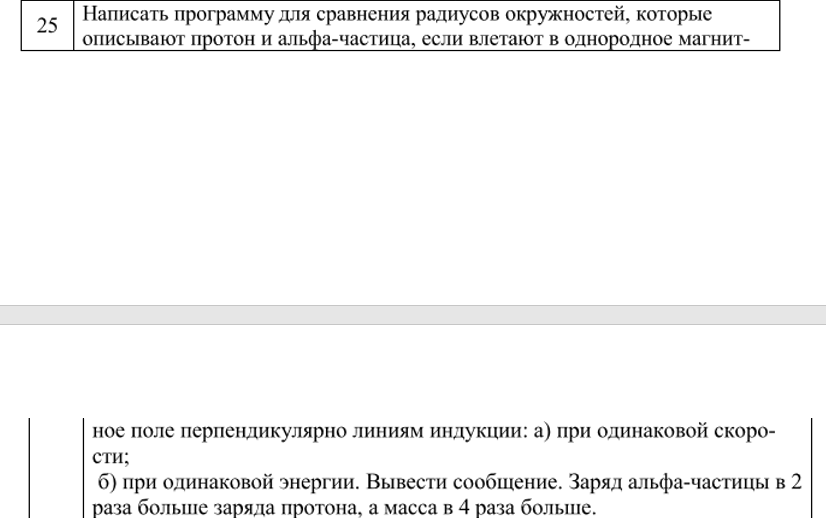 25
Написать программу для сравнения радиусов окружностей, которые
описывают протон и альфа-частица, если влетают в однородное магнит-
ное поле перпендикулярно линиям индукции: а) при одинаковой скоро-
сти;
б) при одинаковой энергии. Вывести сообщение. Заряд альфа-частицы в 2
раза больше заряда протона, а масса в 4 раза больше.